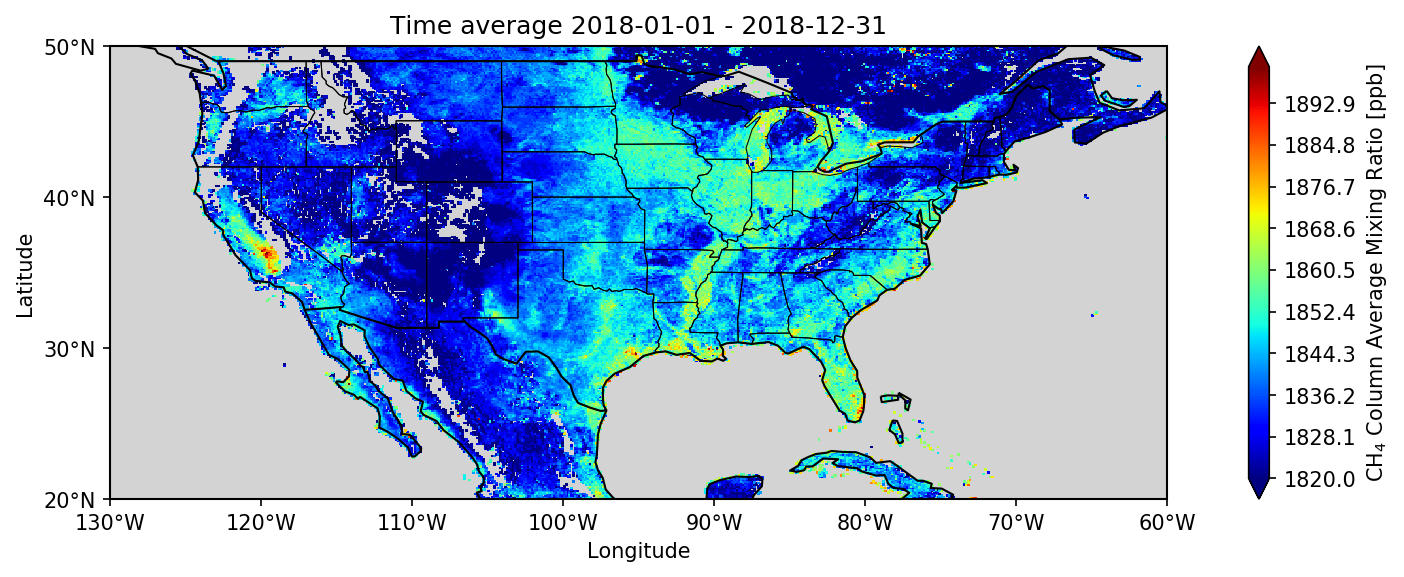 Time average 2018-01-01 - 2018-12-31
50°N
40°N
30°N
20°N
Latitude
130°W
120°W
110°W
100°W
90°W
80°W
70°W
60°W
Longitude
1892.9
1884.8
1876.7
1868.6
1860.5
1852.4
1844.3
1836.2
1828.1
1820.0
CH₄ Column Average Mixing Ratio [ppb]